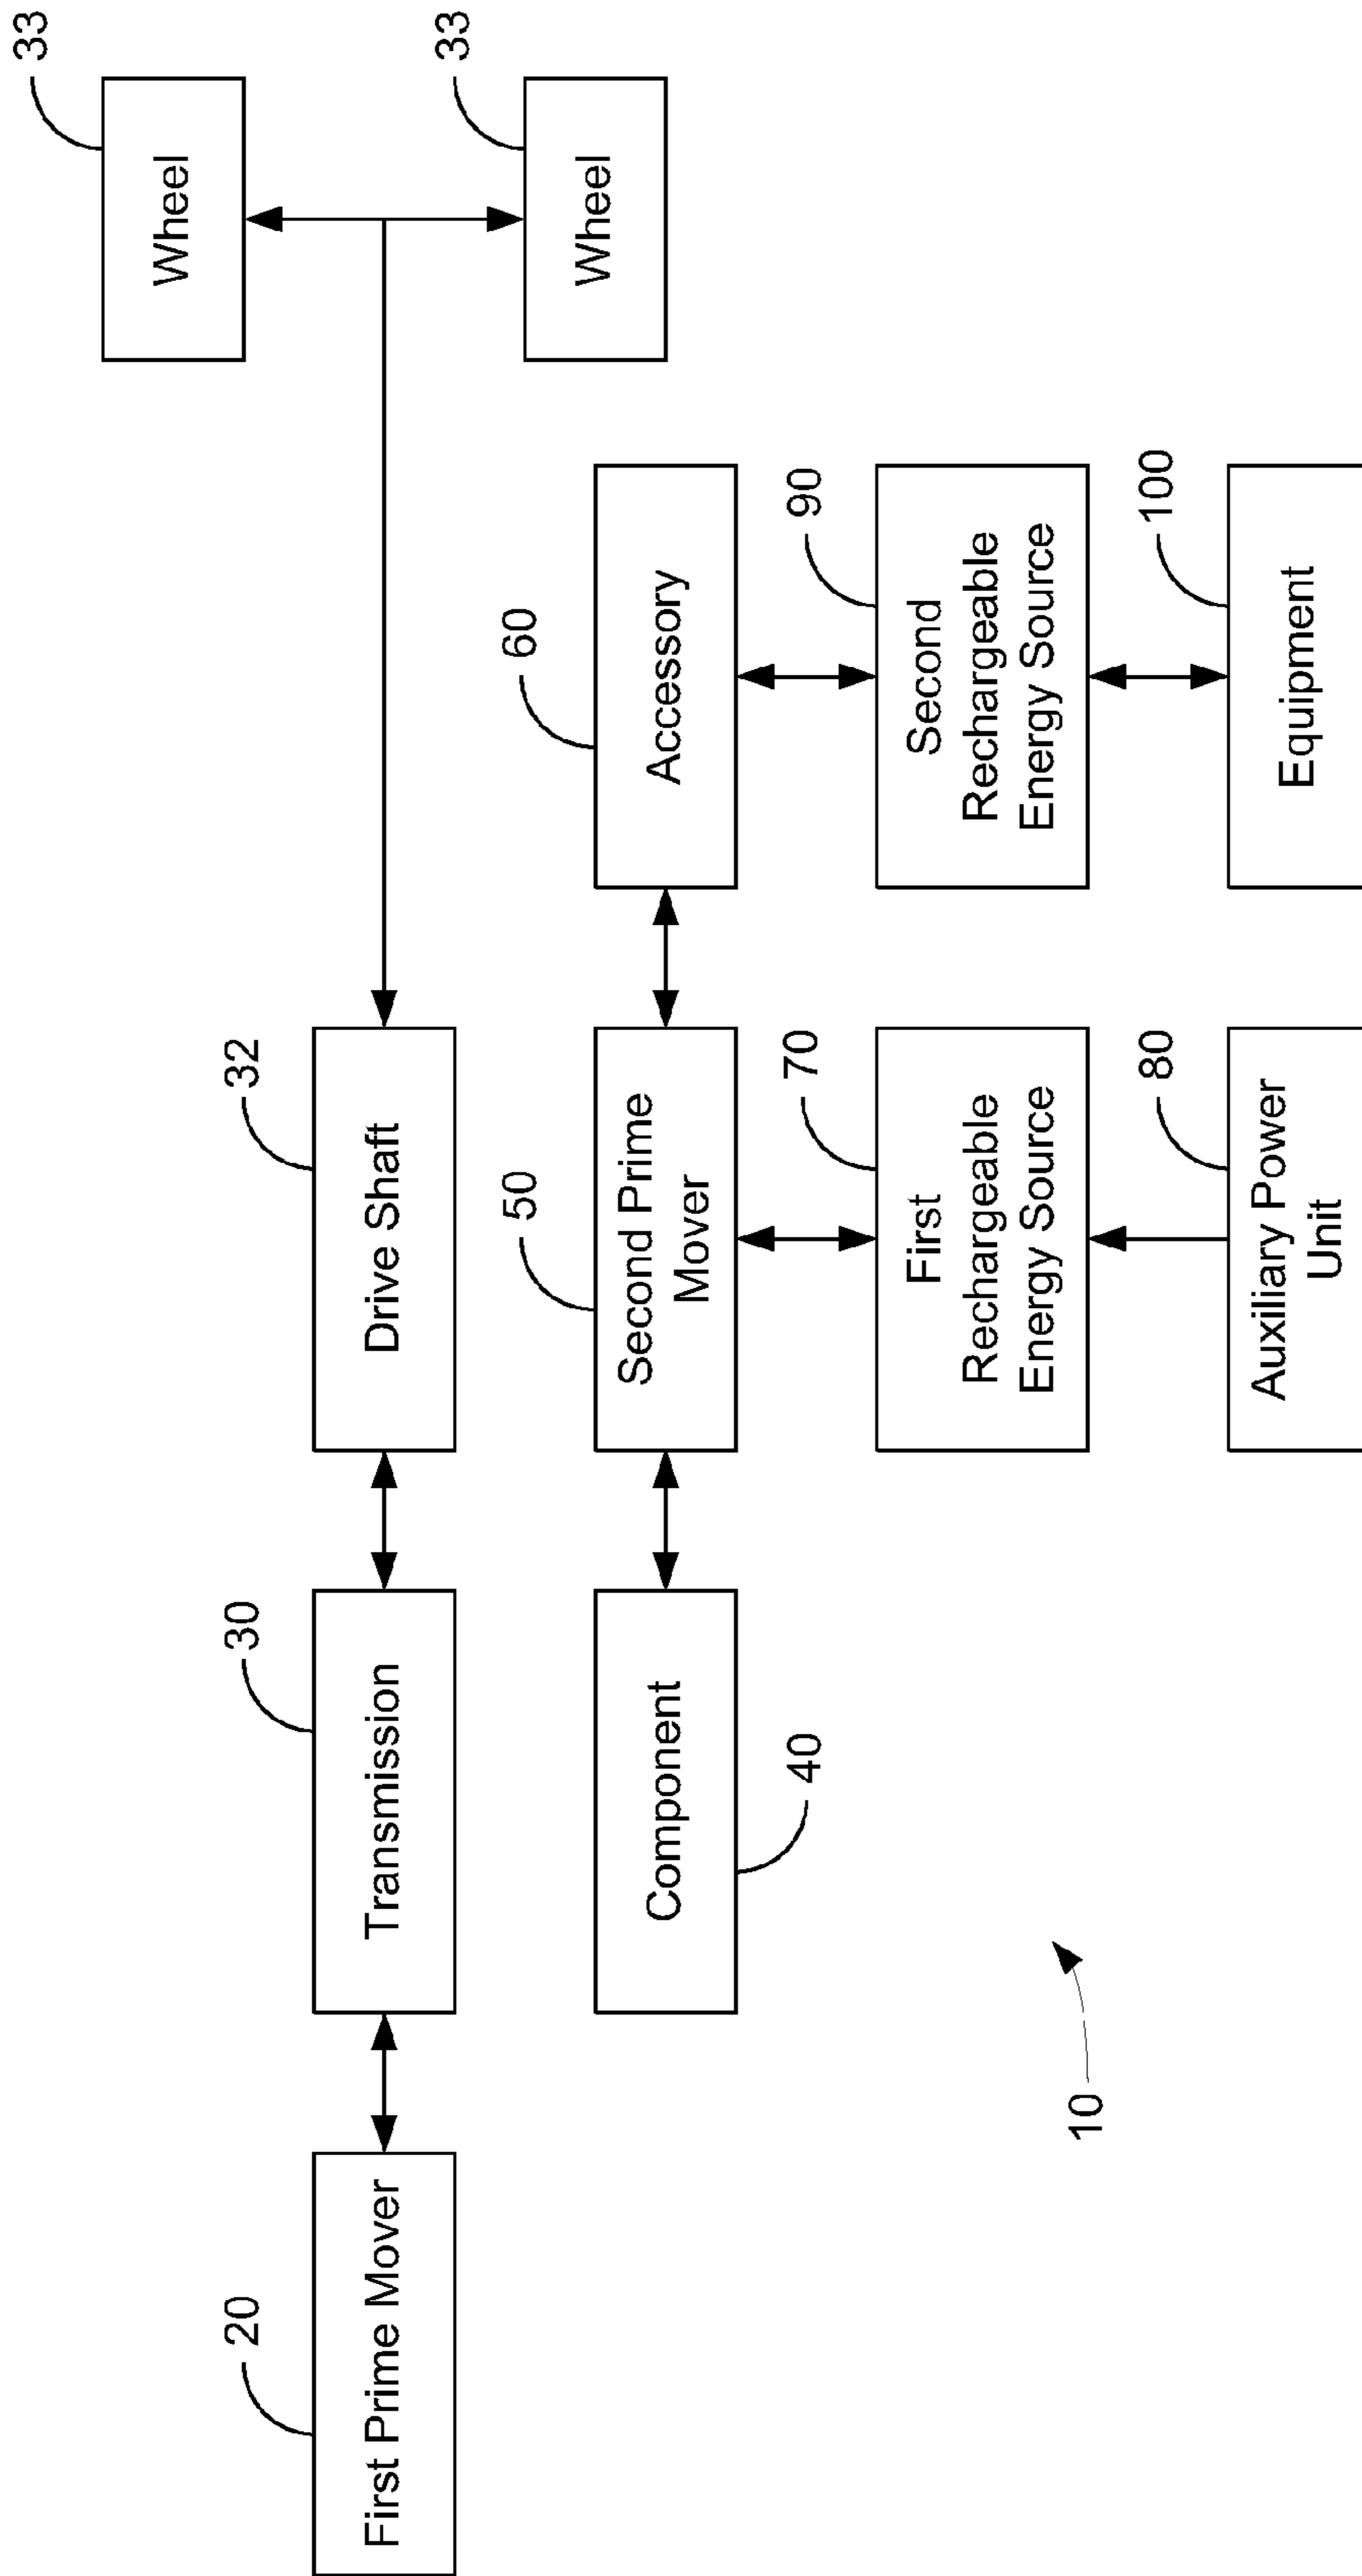 33
Wheel
33
Wheel
20
First Prime Mover
30
Transmission
32
Drive Shaft
40
Component
50
Second Prime
Mover
60
Accessory
70
First
Rechargeable
Energy Source
90
Second
Rechargeable
Energy Source
80
Auxiliary Power
Unit
100
Equipment
10